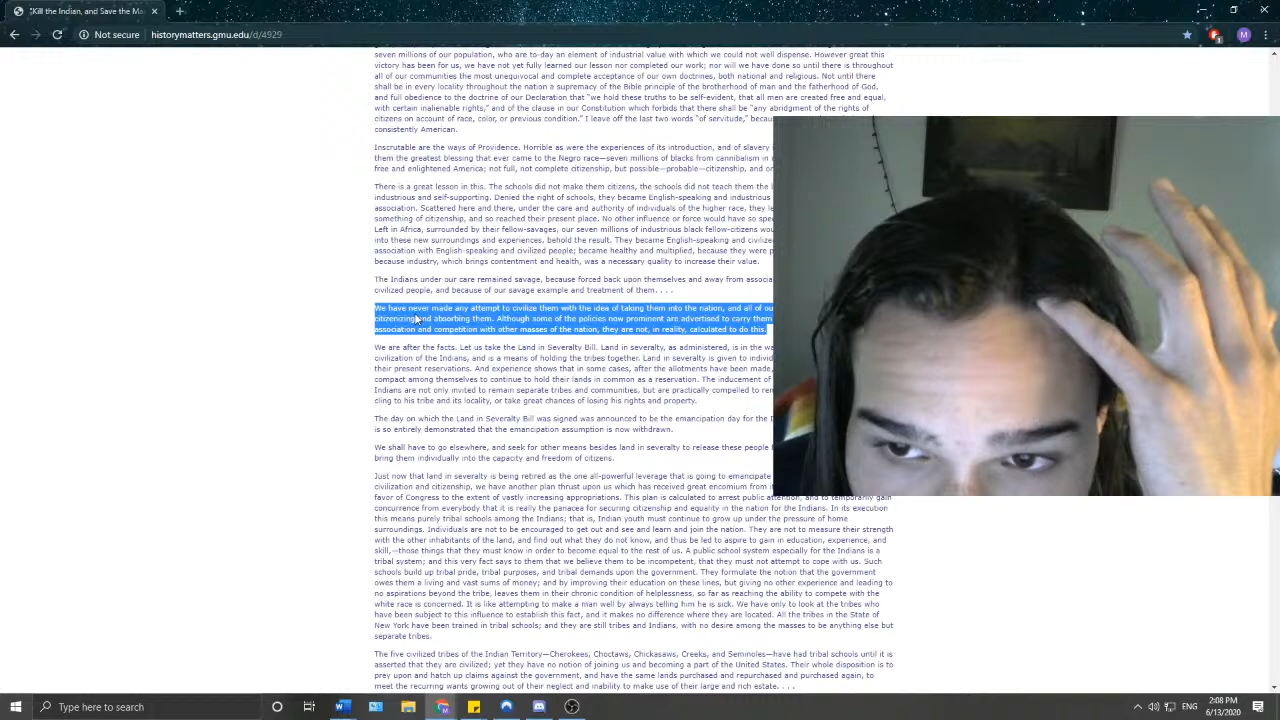 "Kill the Indian, and Save the Ma
Not secure
historymatters.gmu.edu/d/4929
M
seven millions of our population, who are to-day an element of industrial value with which we could not well dispense. However great this
victory has been for us, we have not yet fully learned our lesson nor completed our work; nor will we have done so until there is throughout
all of our communities the most unequivocal and complete acceptance of our own doctrines, both national and religious. Not until there
shall be in every locality throughout the nation a supremacy of the Bible principle of the brotherhood of man and the fatherhood of God,
and full obedience to the doctrine of our Declaration that “we hold these truths to be self-evident, that all men are created free and equal,
with certain inalienable rights,” and of the clause in our Constitution which forbids that there shall be “any abridgment of the rights of
citizens on account of race, color, or previous condition.” I leave off the last two words “of servitude,” becau
consistently American.
Inscrutable are the ways of Providence. Horrible as were the experiences of its introduction, and of slavery i
them the greatest blessing that ever came to the Negro race—seven millions of blacks from cannibalism in
free and enlightened America; not full, not complete citizenship, but possible—probable—citizenship, and on
There is a great lesson in this. The schools did not make them citizens, the schools did not teach them the l
industrious and self-supporting. Denied the right of schools, they became English-speaking and industrious
association. Scattered here and there, under the care and authority of individuals of the higher race, they le
something of citizenship, and so reached their present place. No other influence or force would have so spe
Left in Africa, surrounded by their fellow-savages, our seven millions of industrious black fellow-citizens wou
into these new surroundings and experiences, behold the result. They became English-speaking and civilize
association with English-speaking and civilized people; became healthy and multiplied, because they were p
because industry, which brings contentment and health, was a necessary quality to increase their value.
The Indians under our care remained savage, because forced back upon themselves and away from associa
civilized people, and because of our savage example and treatment of them. . . .
We have never made any attempt to civilize them with the idea of taking them into the nation, and all of ou
citizenizing and absorbing them. Although some of the policies now prominent are advertised to carry them
association and competition with other masses of the nation, they are not, in reality, calculated to do this.
We are after the facts. Let us take the Land in Severalty Bill. Land in severalty, as administered, is in the wa
civilization of the Indians, and is a means of holding the tribes together. Land in severalty is given to individ
their present reservations. And experience shows that in some cases, after the allotments have been made,
compact among themselves to continue to hold their lands in common as a reservation. The inducement of
Indians are not only invited to remain separate tribes and communities, but are practically compelled to rem
cling to his tribe and its locality, or take great chances of losing his rights and property.
The day on which the Land in Severalty Bill was signed was announced to be the emancipation day for the I
is so entirely demonstrated that the emancipation assumption is now withdrawn.
We shall have to go elsewhere, and seek for other means besides land in severalty to release these people
bring them individually into the capacity and freedom of citizens.
Just now that land in severalty is being retired as the one all-powerful leverage that is going to emancipate
civilization and citizenship, we have another plan thrust upon us which has received great encomium from i
favor of Congress to the extent of vastly increasing appropriations. This plan is calculated to arrest public attention, and to temporarily gain
concurrence from everybody that it is really the panacea for securing citizenship and equality in the nation for the Indians. In its execution
this means purely tribal schools among the Indians; that is, Indian youth must continue to grow up under the pressure of home
surroundings. Individuals are not to be encouraged to get out and see and learn and join the nation. They are not to measure their strength
with the other inhabitants of the land, and find out what they do not know, and thus be led to aspire to gain in education, experience, and
skill,—those things that they must know in order to become equal to the rest of us. A public school system especially for the Indians is a
tribal system; and this very fact says to them that we believe them to be incompetent, that they must not attempt to cope with us. Such
schools build up tribal pride, tribal purposes, and tribal demands upon the government. They formulate the notion that the government
owes them a living and vast sums of money; and by improving their education on these lines, but giving no other experience and leading to
no aspirations beyond the tribe, leaves them in their chronic condition of helplessness, so far as reaching the ability to compete with the
white race is concerned. It is like attempting to make a man well by always telling him he is sick. We have only to look at the tribes who
have been subject to this influence to establish this fact, and it makes no difference where they are located. All the tribes in the State of
New York have been trained in tribal schools; and they are still tribes and Indians, with no desire among the masses to be anything else but
separate tribes.
The five civilized tribes of the Indian Territory—Cherokees, Choctaws, Chickasaws, Creeks, and Seminoles—have had tribal schools until it is
asserted that they are civilized; yet they have no notion of joining us and becoming a part of the United States. Their whole disposition is to
prey upon and hatch up claims against the government, and have the same lands purchased and repurchased and purchased again, to
meet the recurring wants growing out of their neglect and inability to make use of their large and rich estate. . . .
Type here to search
ENG
2:08 PM
6/13/2020